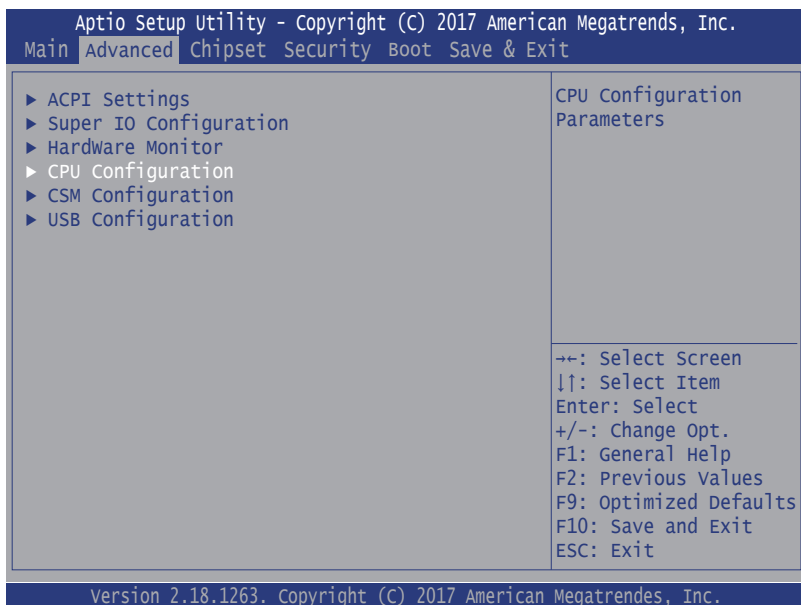 Aptio Setup Utility - Copyright (C) 2017 American Megatrends, Inc.
Main Advanced Chipset Security Boot Save & Exit
▶ ACPI Settings
▶ Super IO Configuration
▶ HardWare Monitor
▶ CPU Configuration
▶ CSM Configuration
▶ USB Configuration
CPU Configuration
Parameters
→←: Select Screen
↓↑: Select Item
Enter: Select
+/-: Change Opt.
F1: General Help
F2: Previous Values
F9: Optimized Defaults
F10: Save and Exit
ESC: Exit
Version 2.18.1263. Copyright (C) 2017 American Megatrendes, Inc.